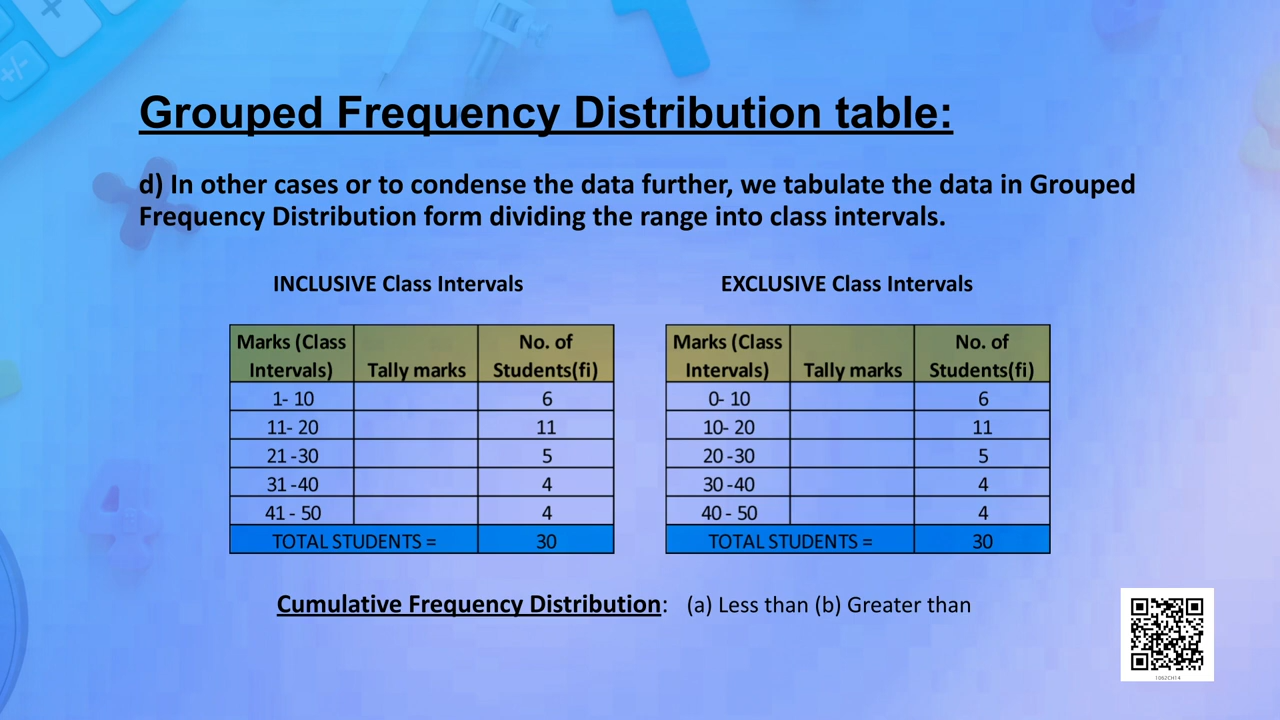 Grouped Frequency Distribution table:
d) In other cases or to condense the data further, we tabulate the data in Grouped
Frequency Distribution form dividing the range into class intervals.
INCLUSIVE Class Intervals
Marks (Class Intervals) Tally marks No. of Students(fi)
1- 10 6
11- 20 11
21 -30 5
31 -40 4
41 - 50 4
TOTAL STUDENTS = 30
EXCLUSIVE Class Intervals
Marks (Class Intervals) Tally marks No. of Students(fi)
0- 10 6
10- 20 11
20 -30 5
30 -40 4
40 - 50 4
TOTAL STUDENTS = 30
Cumulative Frequency Distribution: (a) Less than (b) Greater than
1062CH14